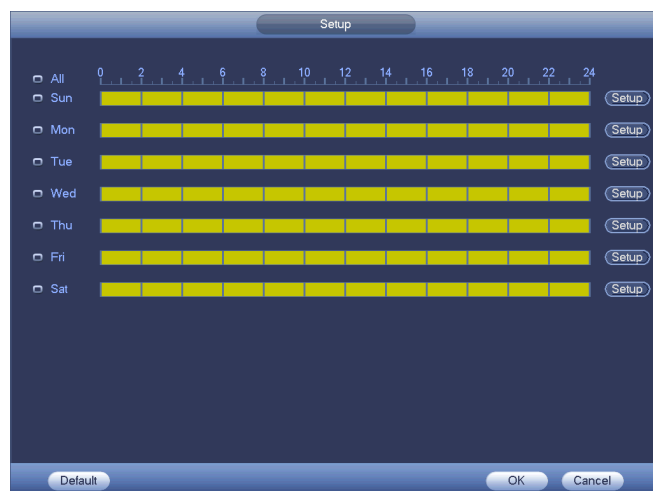 Setup
All 0 2 4 6 8 10 12 14 16 18 20 22 24
Sun Setup
Mon Setup
Tue Setup
Wed Setup
Thu Setup
Fri Setup
Sat Setup
Default OK Cancel